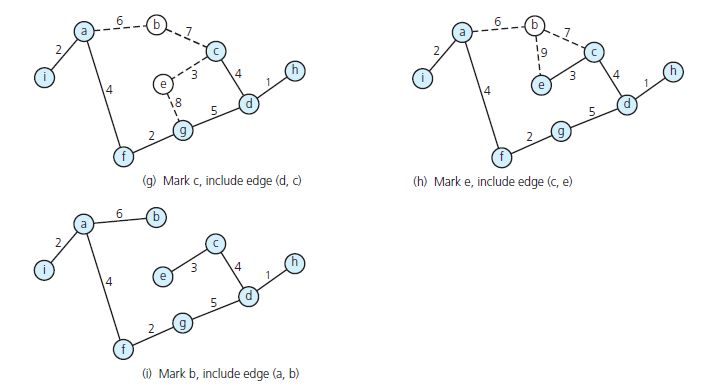 a 6 b 7 c 2 i 4 e 3 4 h 8 1 5 d g 2 f
(g) Mark c, include edge (d, c)
a 6 b 7 c 2 i 9 4 e 3 4 h 1 5 d g 2 f
(h) Mark e, include edge (c, e)
a 6 b c 2 i 4 e 3 4 h 1 5 d g 2 f
(i) Mark b, include edge (a, b)